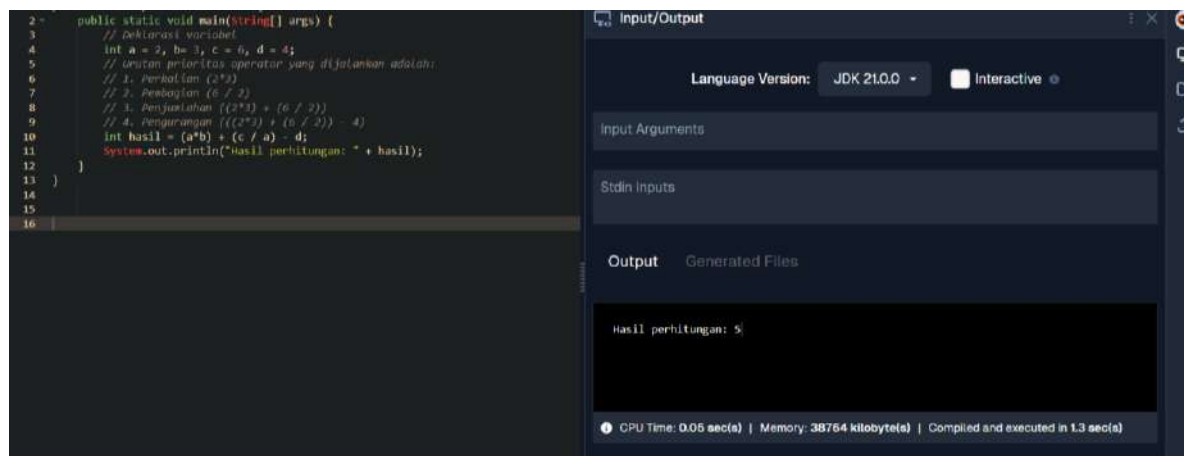 2 public static void main(String[] args) {
3 // Deklarasi variabel
4 int a = 2, b= 3, c = 6, d = 4;
5 // Urutan prioritas operator yang dijalankan adalah:
6 // 1. Perkalian (2*3)
7 // 2. Pembagian (6 / 2)
8 // 3. Penjumlahan ((2*3) + (6 / 2))
9 // 4. Pengurangan (((2*3) + (6 / 2)) - 4)
10 int hasil = (a*b) + (c / a) - d;
11 System.out.println("Hasil perhitungan: " + hasil);
12 }
13 }
14
15
16
Input/Output
Language Version: JDK 21.0.0 Interactive
Input Arguments
Stdin Inputs
Output Generated Files
Hasil perhitungan: 5
CPU Time: 0.05 sec(s) | Memory: 38764 kilobyte(s) | Compiled and executed in 1.3 sec(s)